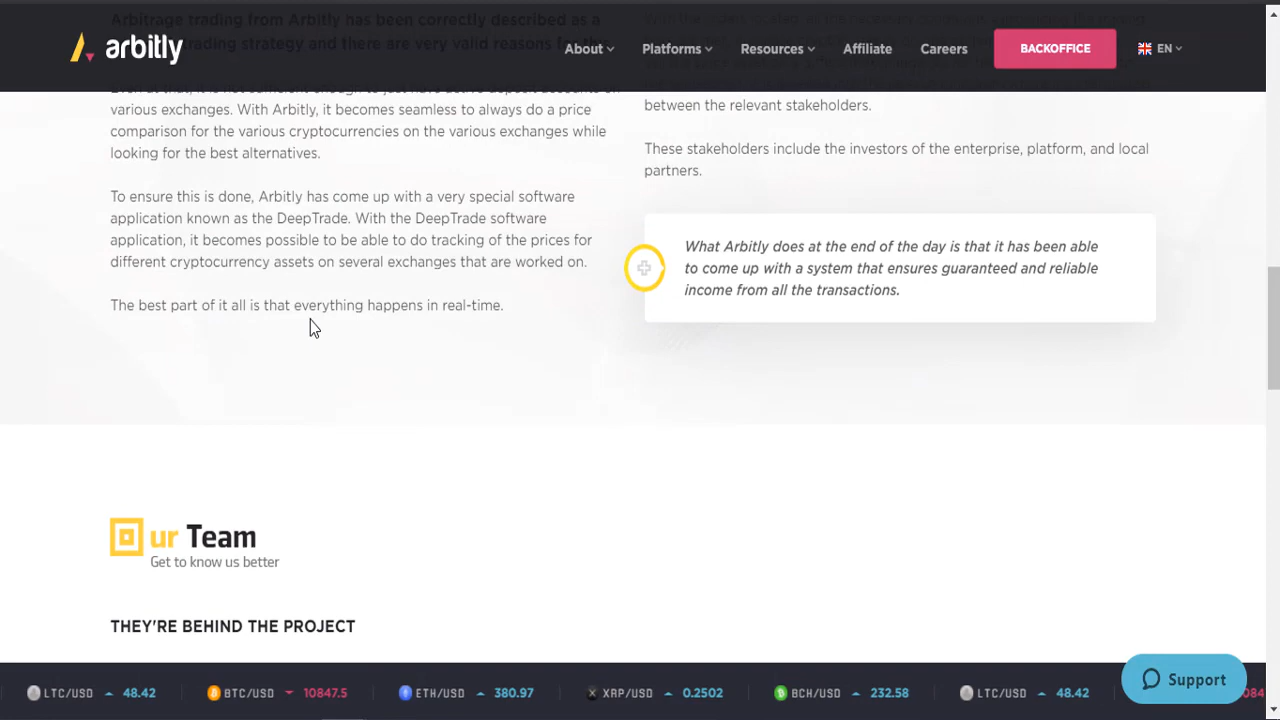 Arbitrage trading from Arbitly has been correctly described as a
trading strategy and there are very valid reasons for this
arbitly
About
Platforms
Resources
Affiliate
Careers
BACKOFFICE
EN
various exchanges. With Arbitly, it becomes seamless to always do a price
comparison for the various cryptocurrencies on the various exchanges while
looking for the best alternatives.
To ensure this is done, Arbitly has come up with a very special software
application known as the DeepTrade. With the DeepTrade software
application, it becomes possible to be able to do tracking of the prices for
different cryptocurrency assets on several exchanges that are worked on.
The best part of it all is that everything happens in real-time.
between the relevant stakeholders.
These stakeholders include the investors of the enterprise, platform, and local
partners.
What Arbitly does at the end of the day is that it has been able
to come up with a system that ensures guaranteed and reliable
income from all the transactions.
ur Team
Get to know us better
THEY'RE BEHIND THE PROJECT
LTC/USD 48.42 BTC/USD 10847.5 ETH/USD 380.97 XRP/USD 0.2502 BCH/USD 232.58 LTC/USD 48.42
Support